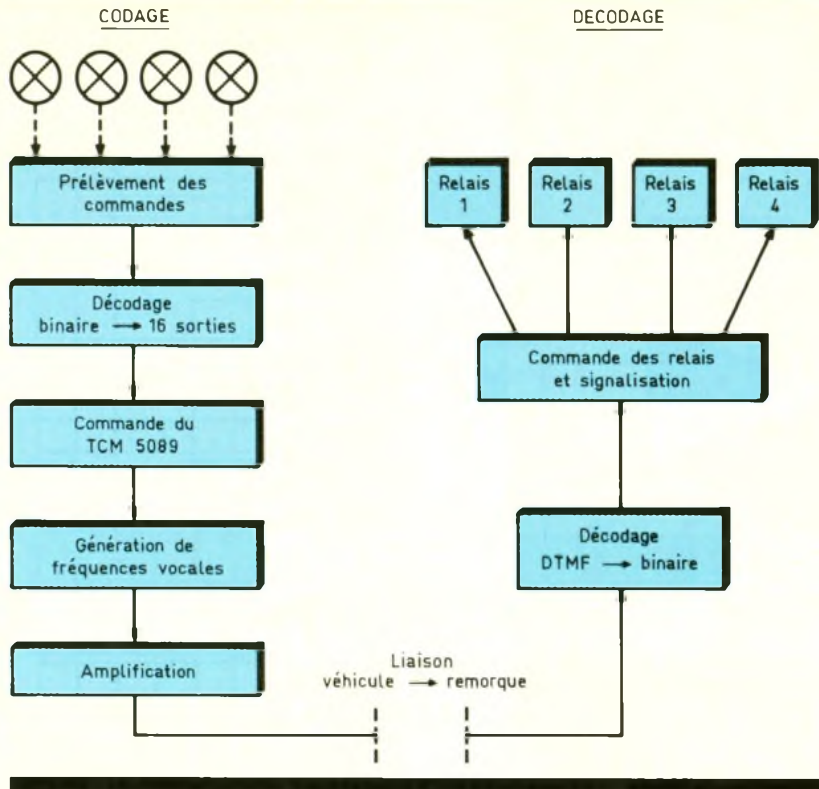 CODAGE
Prélèvement des
commandes
Décodage
binaire → 16 sorties
Commande du
TCM 5089
Génération de
fréquences vocales
Amplification
Liaison
véhicule → remorque
DECODAGE
Relais
1
Relais
2
Relais
3
Relais
4
Commande des relais
et signalisation
Décodage
DTMF → binaire